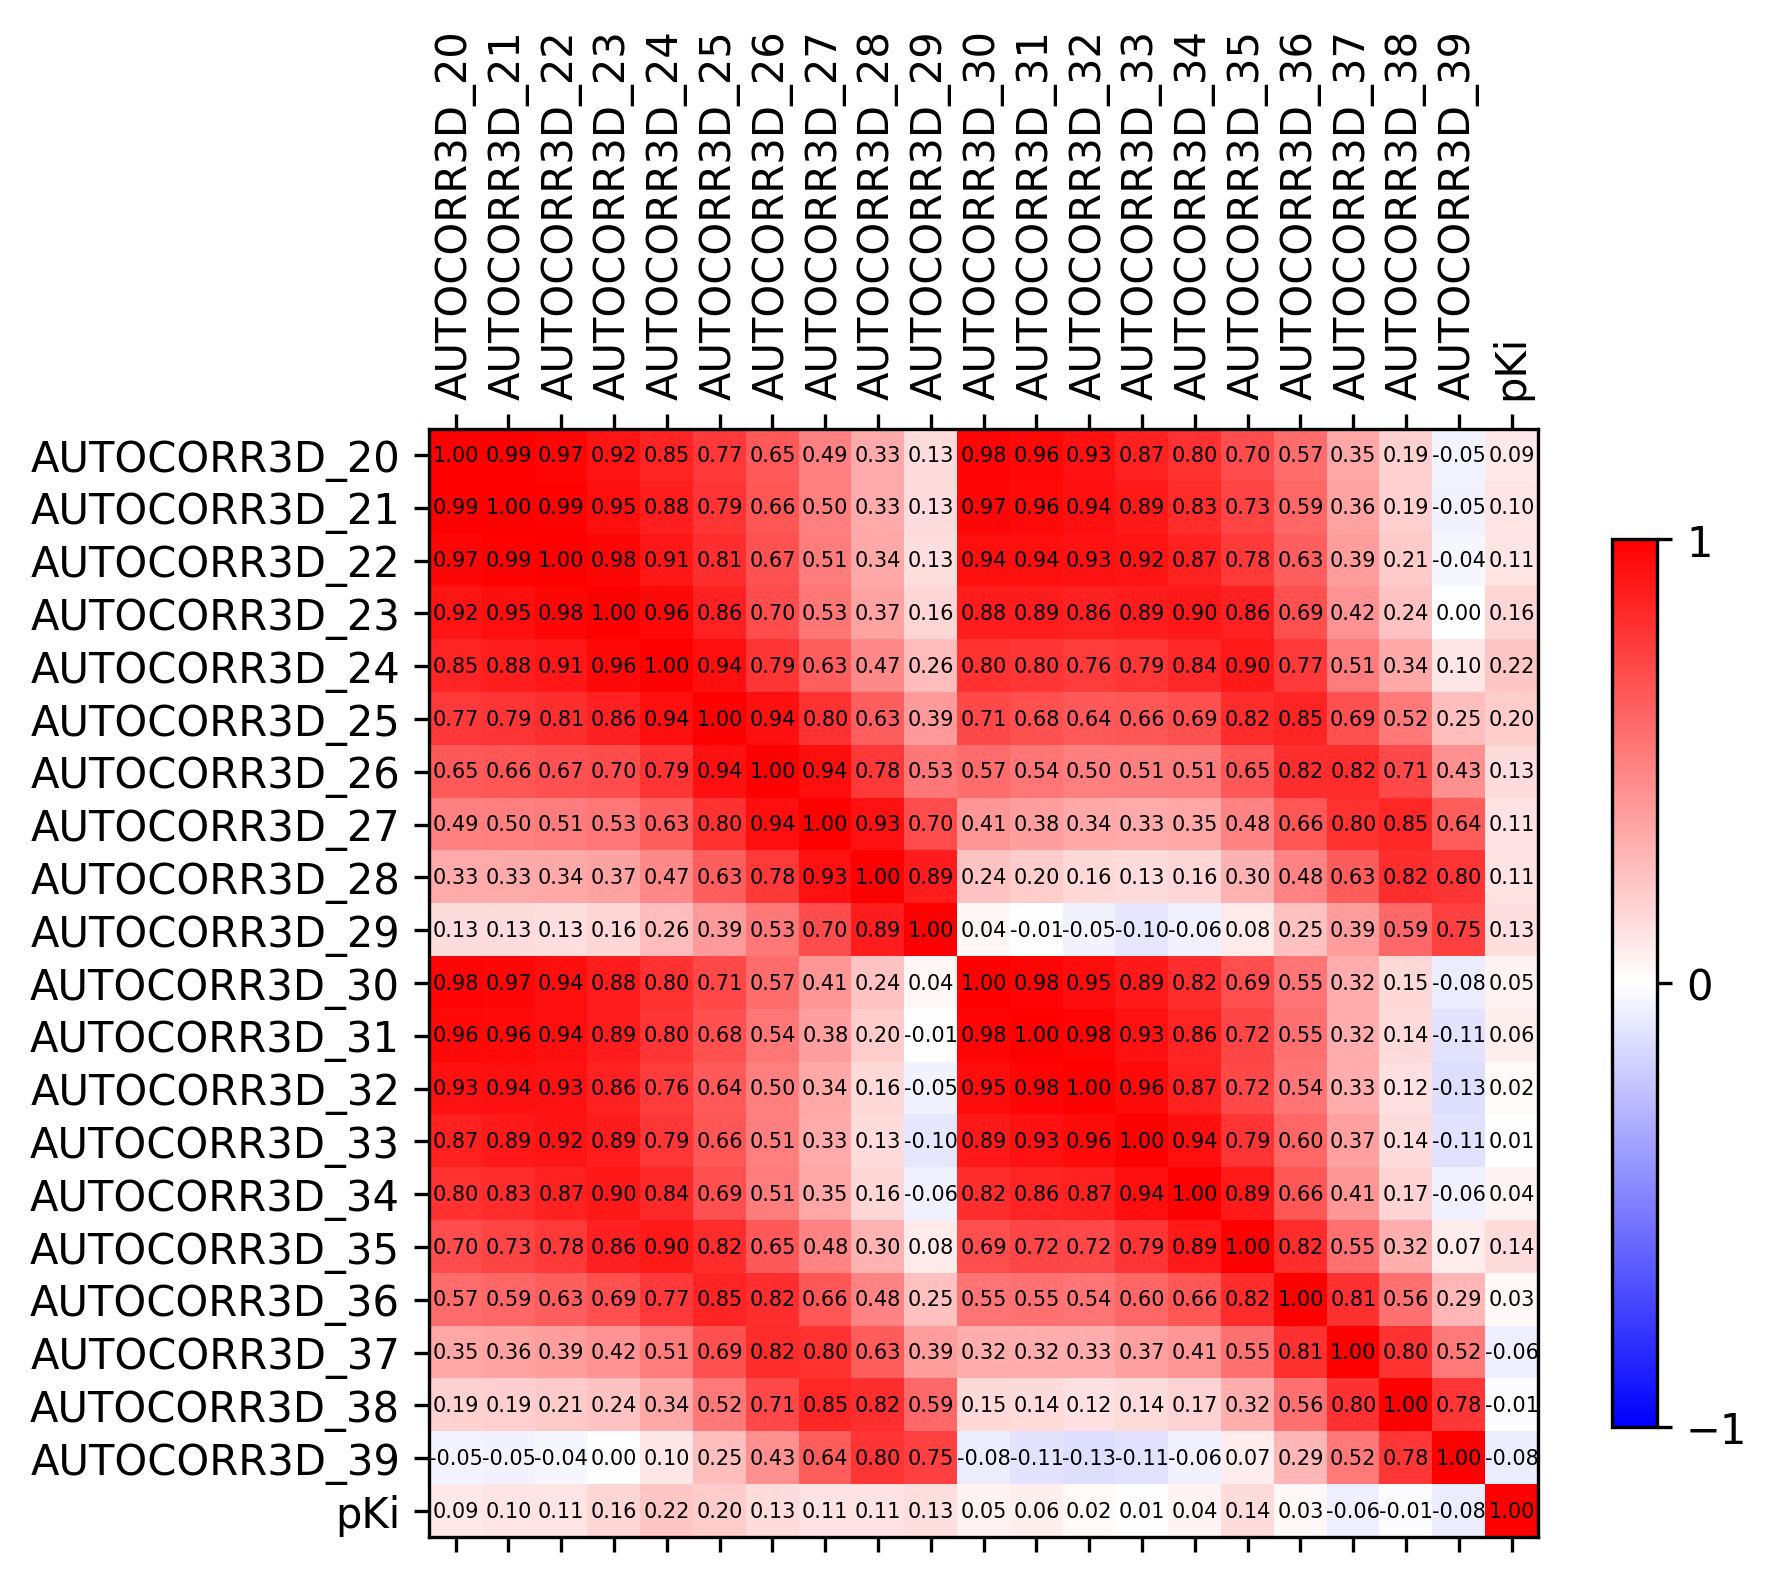 AUTOCORR3D_20
AUTOCORR3D_21
AUTOCORR3D_22
AUTOCORR3D_23
AUTOCORR3D_24
AUTOCORR3D_25
AUTOCORR3D_26
AUTOCORR3D_27
AUTOCORR3D_28
AUTOCORR3D_29
AUTOCORR3D_30
AUTOCORR3D_31
AUTOCORR3D_32
AUTOCORR3D_33
AUTOCORR3D_34
AUTOCORR3D_35
AUTOCORR3D_36
AUTOCORR3D_37
AUTOCORR3D_38
AUTOCORR3D_39
pKi
AUTOCORR3D_20 1.00 0.99 0.97 0.92 0.85 0.77 0.65 0.49 0.33 0.13 0.98 0.96 0.93 0.87 0.80 0.70 0.57 0.35 0.19 -0.05 0.09
AUTOCORR3D_21 0.99 1.00 0.99 0.95 0.88 0.79 0.66 0.50 0.33 0.13 0.97 0.96 0.94 0.89 0.83 0.73 0.59 0.36 0.19 -0.05 0.10
AUTOCORR3D_22 0.97 0.99 1.00 0.98 0.91 0.81 0.67 0.51 0.34 0.13 0.94 0.94 0.93 0.92 0.87 0.78 0.63 0.39 0.21 -0.04 0.11
AUTOCORR3D_23 0.92 0.95 0.98 1.00 0.96 0.86 0.70 0.53 0.37 0.16 0.88 0.89 0.86 0.89 0.90 0.86 0.69 0.42 0.24 0.00 0.16
AUTOCORR3D_24 0.85 0.88 0.91 0.96 1.00 0.94 0.79 0.63 0.47 0.26 0.80 0.80 0.76 0.79 0.84 0.90 0.77 0.51 0.34 0.10 0.22
AUTOCORR3D_25 0.77 0.79 0.81 0.86 0.94 1.00 0.94 0.80 0.63 0.39 0.71 0.68 0.64 0.66 0.69 0.82 0.85 0.69 0.52 0.25 0.20
AUTOCORR3D_26 0.65 0.66 0.67 0.70 0.79 0.94 1.00 0.94 0.78 0.53 0.57 0.54 0.50 0.51 0.51 0.65 0.82 0.82 0.71 0.43 0.13
AUTOCORR3D_27 0.49 0.50 0.51 0.53 0.63 0.80 0.94 1.00 0.93 0.70 0.41 0.38 0.34 0.33 0.35 0.48 0.66 0.80 0.85 0.64 0.11
AUTOCORR3D_28 0.33 0.33 0.34 0.37 0.47 0.63 0.78 0.93 1.00 0.89 0.24 0.20 0.16 0.13 0.16 0.30 0.48 0.63 0.82 0.80 0.11
AUTOCORR3D_29 0.13 0.13 0.13 0.16 0.26 0.39 0.53 0.70 0.89 1.00 0.04 -0.01 -0.05 -0.10 -0.06 0.08 0.25 0.39 0.59 0.75 0.13
AUTOCORR3D_30 0.98 0.97 0.94 0.88 0.80 0.71 0.57 0.41 0.24 0.04 1.00 0.98 0.95 0.89 0.82 0.69 0.55 0.32 0.15 -0.08 0.05
AUTOCORR3D_31 0.96 0.96 0.94 0.89 0.80 0.68 0.54 0.38 0.20 -0.01 0.98 1.00 0.98 0.93 0.86 0.72 0.55 0.32 0.14 -0.11 0.06
AUTOCORR3D_32 0.93 0.94 0.93 0.86 0.76 0.64 0.50 0.34 0.16 -0.05 0.95 0.98 1.00 0.96 0.87 0.72 0.54 0.33 0.12 -0.13 0.02
AUTOCORR3D_33 0.87 0.89 0.92 0.89 0.79 0.66 0.51 0.33 0.13 -0.10 0.89 0.93 0.96 1.00 0.94 0.79 0.60 0.37 0.14 -0.11 0.01
AUTOCORR3D_34 0.80 0.83 0.87 0.90 0.84 0.69 0.51 0.35 0.16 -0.06 0.82 0.86 0.87 0.94 1.00 0.89 0.66 0.41 0.17 -0.06 0.04
AUTOCORR3D_35 0.70 0.73 0.78 0.86 0.90 0.82 0.65 0.48 0.30 0.08 0.69 0.72 0.72 0.79 0.89 1.00 0.82 0.55 0.32 0.07 0.14
AUTOCORR3D_36 0.57 0.59 0.63 0.69 0.77 0.85 0.82 0.66 0.48 0.25 0.55 0.55 0.54 0.60 0.66 0.82 1.00 0.81 0.56 0.29 0.03
AUTOCORR3D_37 0.35 0.36 0.39 0.42 0.51 0.69 0.82 0.80 0.63 0.39 0.32 0.32 0.33 0.37 0.41 0.55 0.81 1.00 0.80 0.52 -0.06
AUTOCORR3D_38 0.19 0.19 0.21 0.24 0.34 0.52 0.71 0.85 0.82 0.59 0.15 0.14 0.12 0.14 0.17 0.32 0.56 0.80 1.00 0.78 -0.01
AUTOCORR3D_39 -0.05 -0.05 -0.04 0.00 0.10 0.25 0.43 0.64 0.80 0.75 -0.08 -0.11 -0.13 -0.11 -0.06 0.07 0.29 0.52 0.78 1.00 -0.08
pKi 0.09 0.10 0.11 0.16 0.22 0.20 0.13 0.11 0.11 0.13 0.05 0.06 0.02 0.01 0.04 0.14 0.03 -0.06 -0.01 -0.08 1.00
1
0
−1